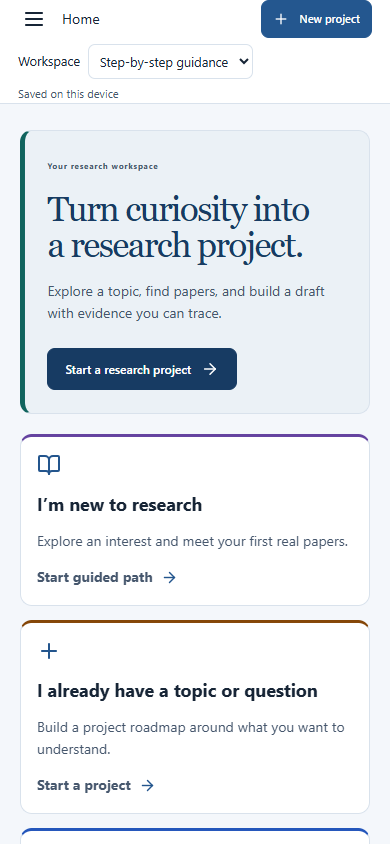 Home
New project
Workspace
Step-by-step guidance
Saved on this device
Your research workspace
Turn curiosity into
a research project.
Explore a topic, find papers, and build a draft
with evidence you can trace.
Start a research project
I’m new to research
Explore an interest and meet your first real papers.
Start guided path
I already have a topic or question
Build a project roadmap around what you want to
understand.
Start a project